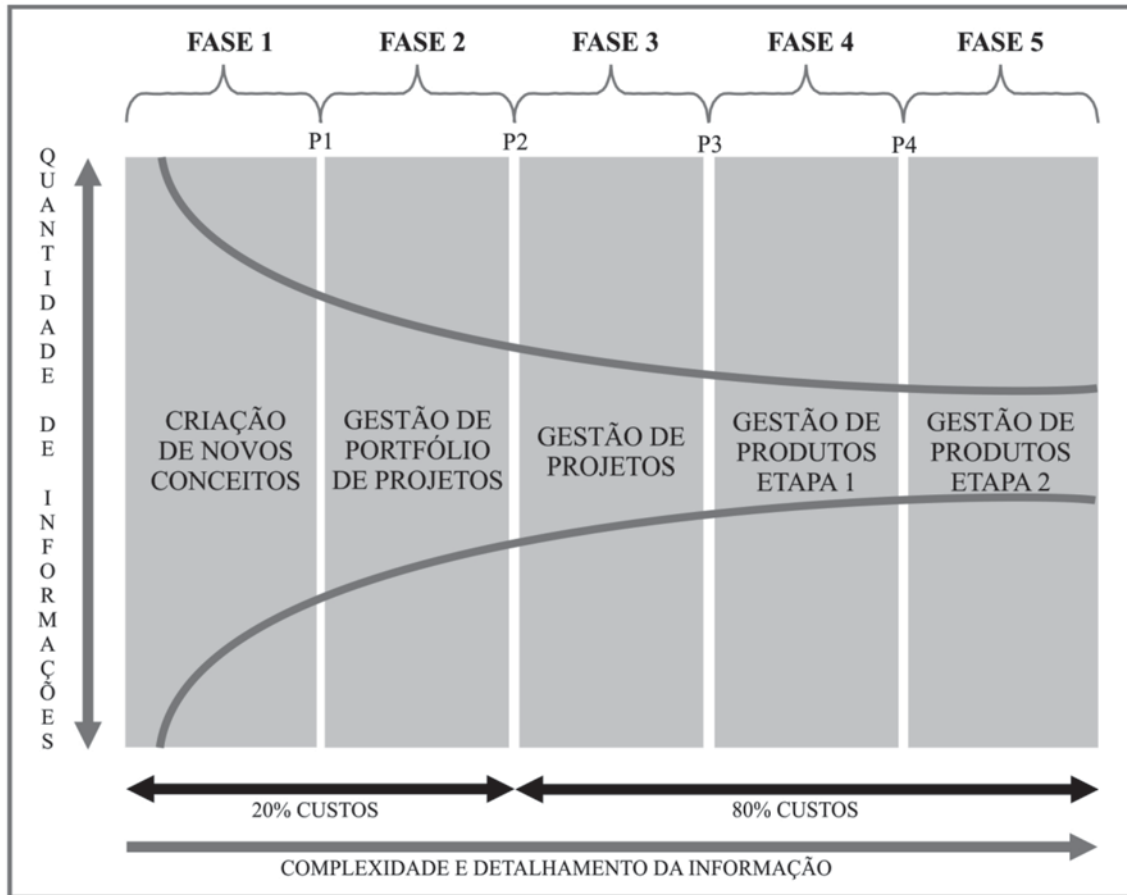 FASE 1 FASE 2 FASE 3 FASE 4 FASE 5
P1 P2 P3 P4
QUANTIDADE DE INFORMAÇÕES
CRIAÇÃO
DE NOVOS
CONCEITOS
GESTÃO DE
PORTFÓLIO
DE PROJETOS
GESTÃO DE
PROJETOS
GESTÃO DE
PRODUTOS
ETAPA 1
GESTÃO DE
PRODUTOS
ETAPA 2
20% CUSTOS 80% CUSTOS
COMPLEXIDADE E DETALHAMENTO DA INFORMAÇÃO